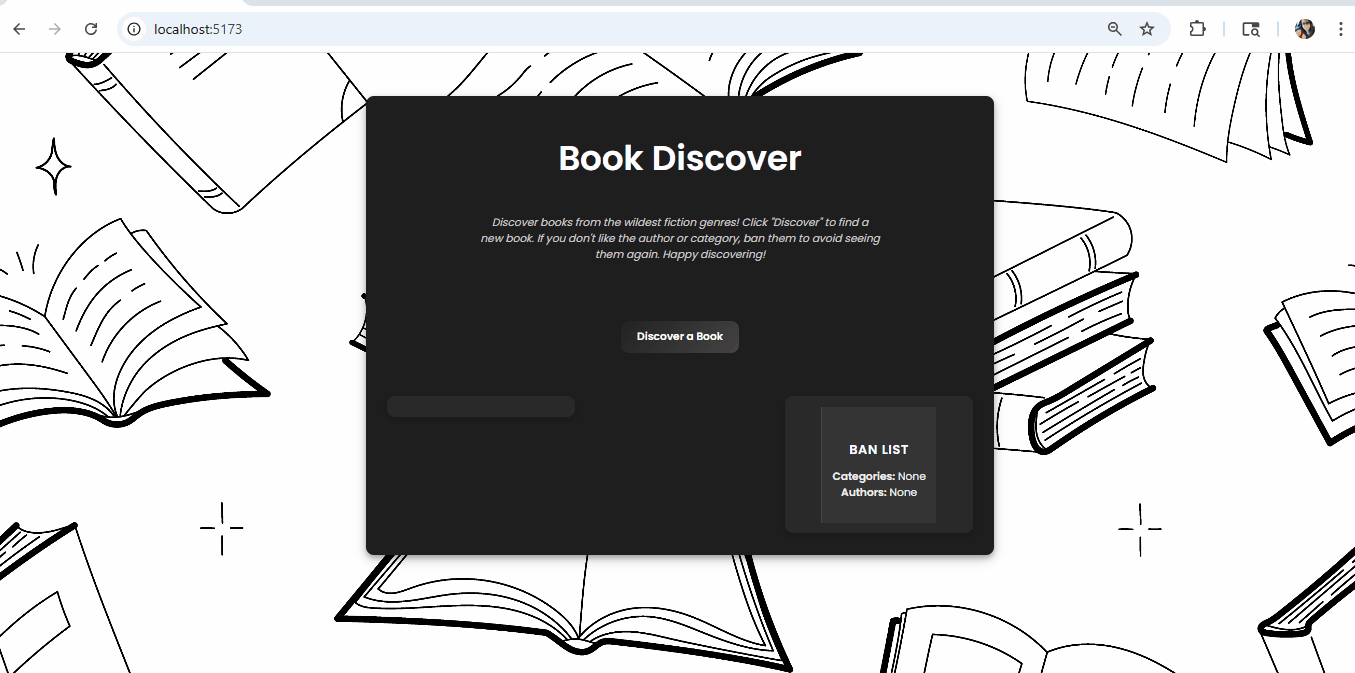 localhost:5173
Book Discover
Discover books from the wildest fiction genres! Click "Discover" to find a
new book. If you don't like the author or category, ban them to avoid seeing
them again. Happy discovering!
Discover a Book
BAN LIST
Categories: None
Authors: None